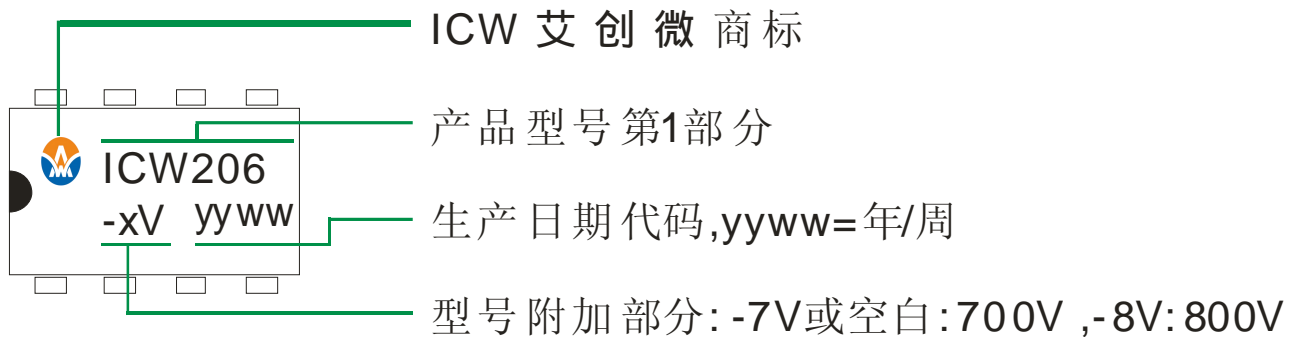 ICW 艾创微商标
产品型号第1部分
ICW206
-xV yyww
生产日期代码,yyww=年/周
型号附加部分:-7V或空白:700V ,-8V:800V